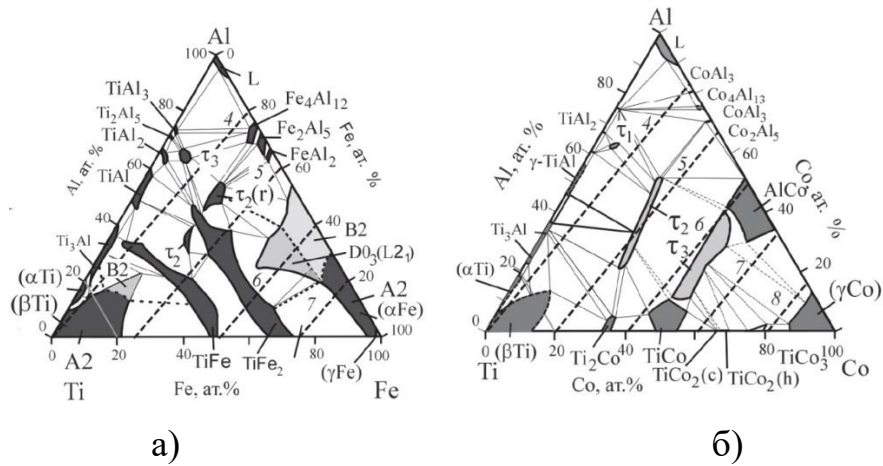 Al
100 0
L
TiAl3
Ti2Al5
TiAl2
TiAl
80
60
40
20
0
Al, ат. %
4
τ3
5
τ2(r)
τ2
6
7
80
60
40
20
100
Fe4Al12
Fe2Al5
FeAl2
Fe, ат. %
B2
D03(L21)
A2
(αFe)
Ti3Al
B2
(αTi)
(βTi)
A2
Ti
20
40
60
80
TiFe
TiFe2
(γFe)
Fe, ат.%
Fe
Al
L
CoAl3
Co4Al13
CoAl3
Co2Al5
80
60
40
20
0
80
60
40
20
100
Al, ат. %
Co, ат. %
TiAl2
γ-TiAl
Ti3Al
(αTi)
(βTi)
τ1
4
5
τ2
6
τ3
7
8
AlCo
(γCo)
Ti
20
40
60
80
Ti2Co
TiCo
TiCo2(c)
TiCo2(h)
TiCo3
Co, ат.%
Co
а)
б)